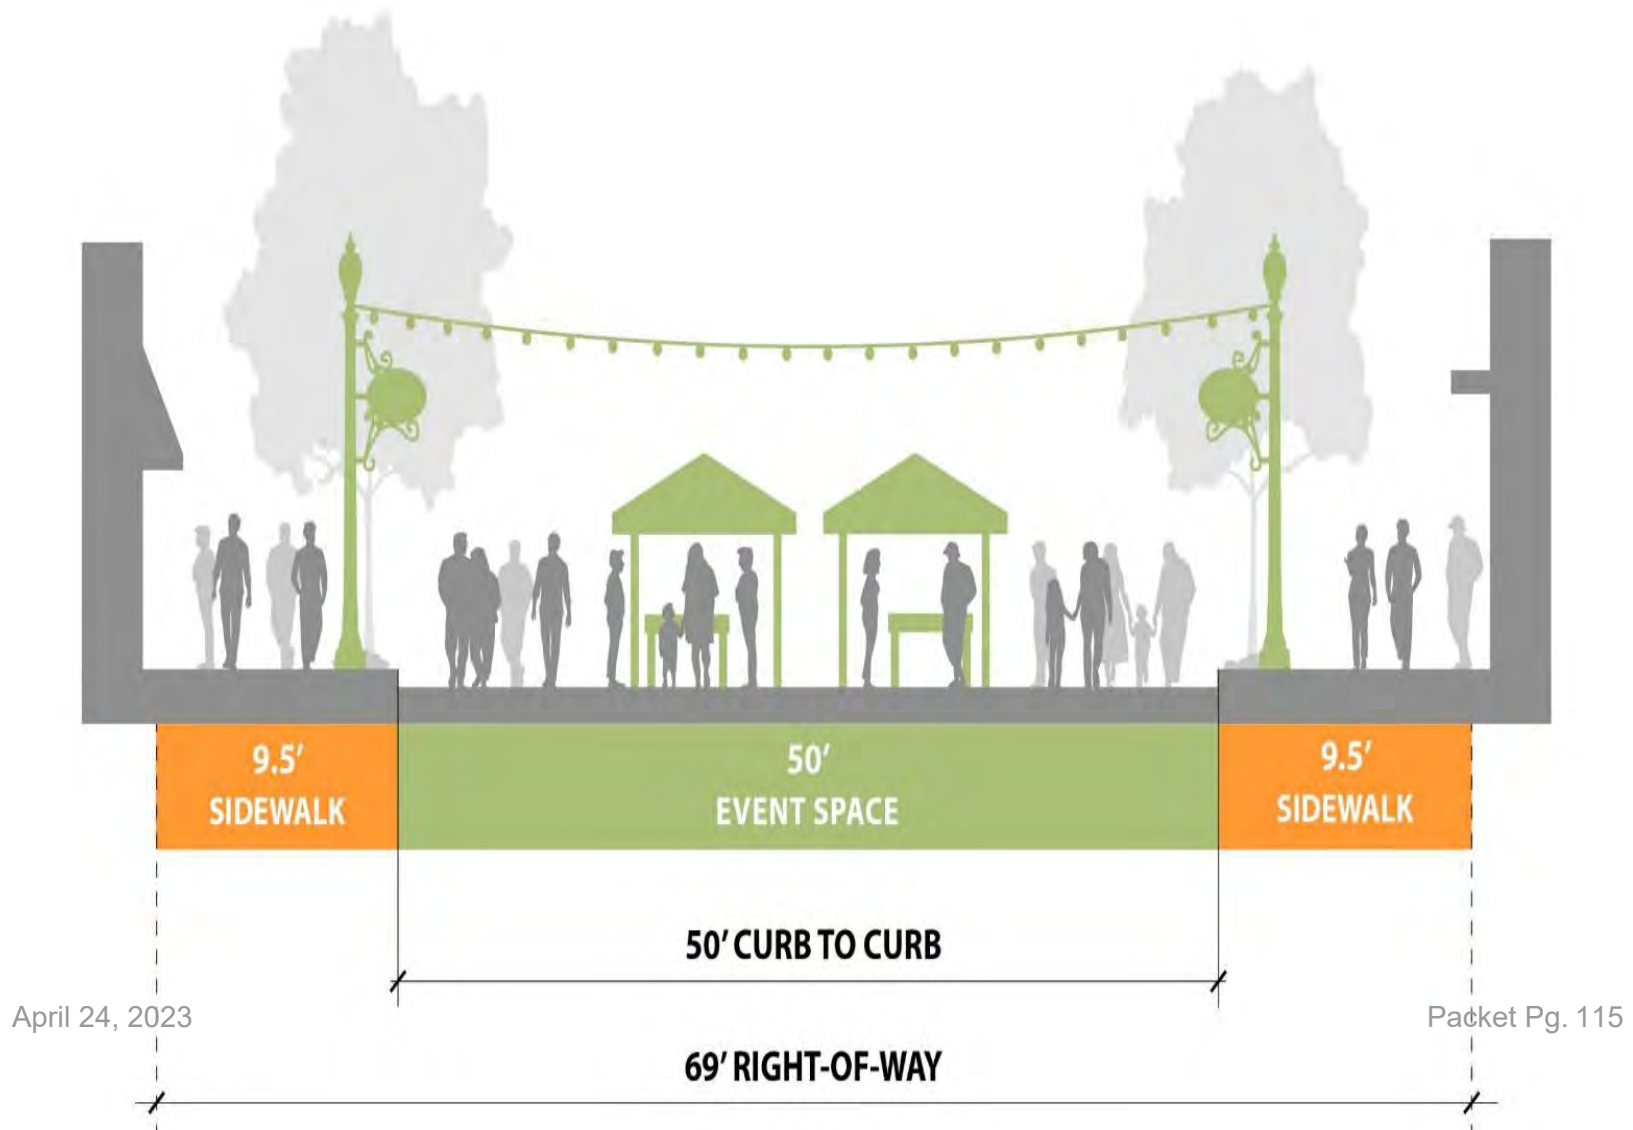 9.5′
SIDEWALK
50′
EVENT SPACE
9.5′
SIDEWALK
50′ CURB TO CURB
April 24, 2023
Packet Pg. 115
69′ RIGHT-OF-WAY